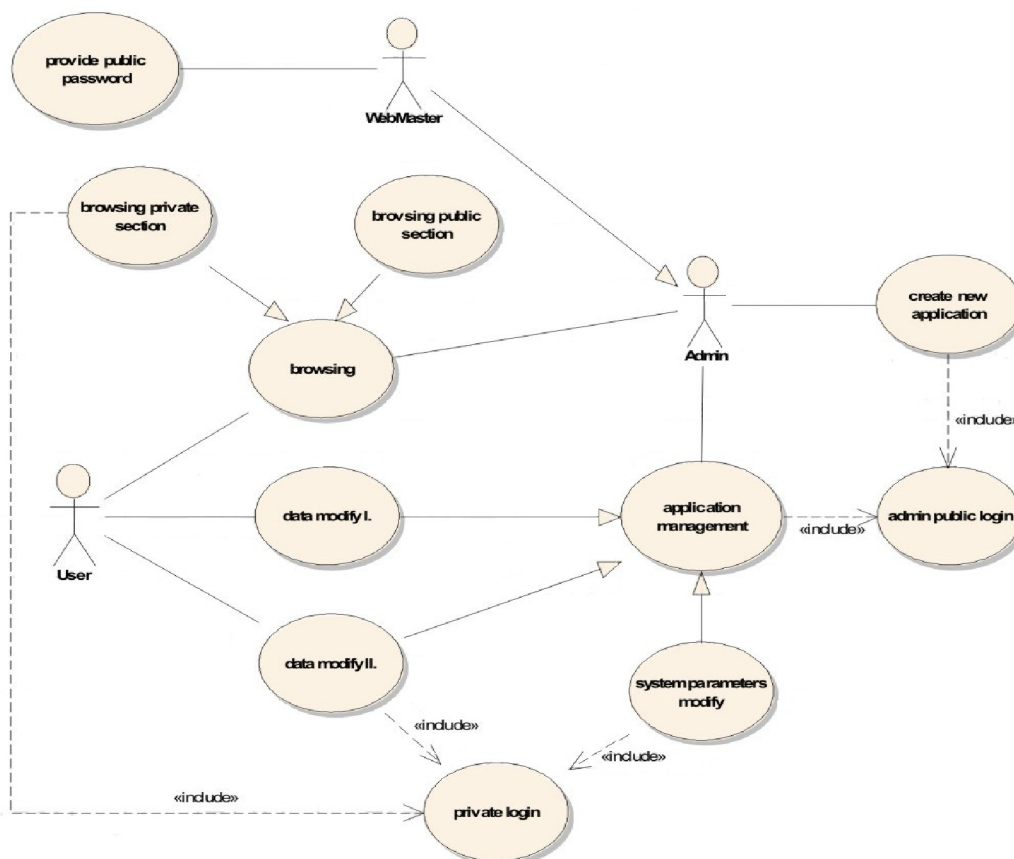 provide public
password
WebMaster
browsing private
section
brovsing public
section
create new
application
Admin
browsing
«include»
User
data modify I.
application
management
«include»
admin public login
data modify II.
system parameters
modify
«include»
«include»
«include»
private login